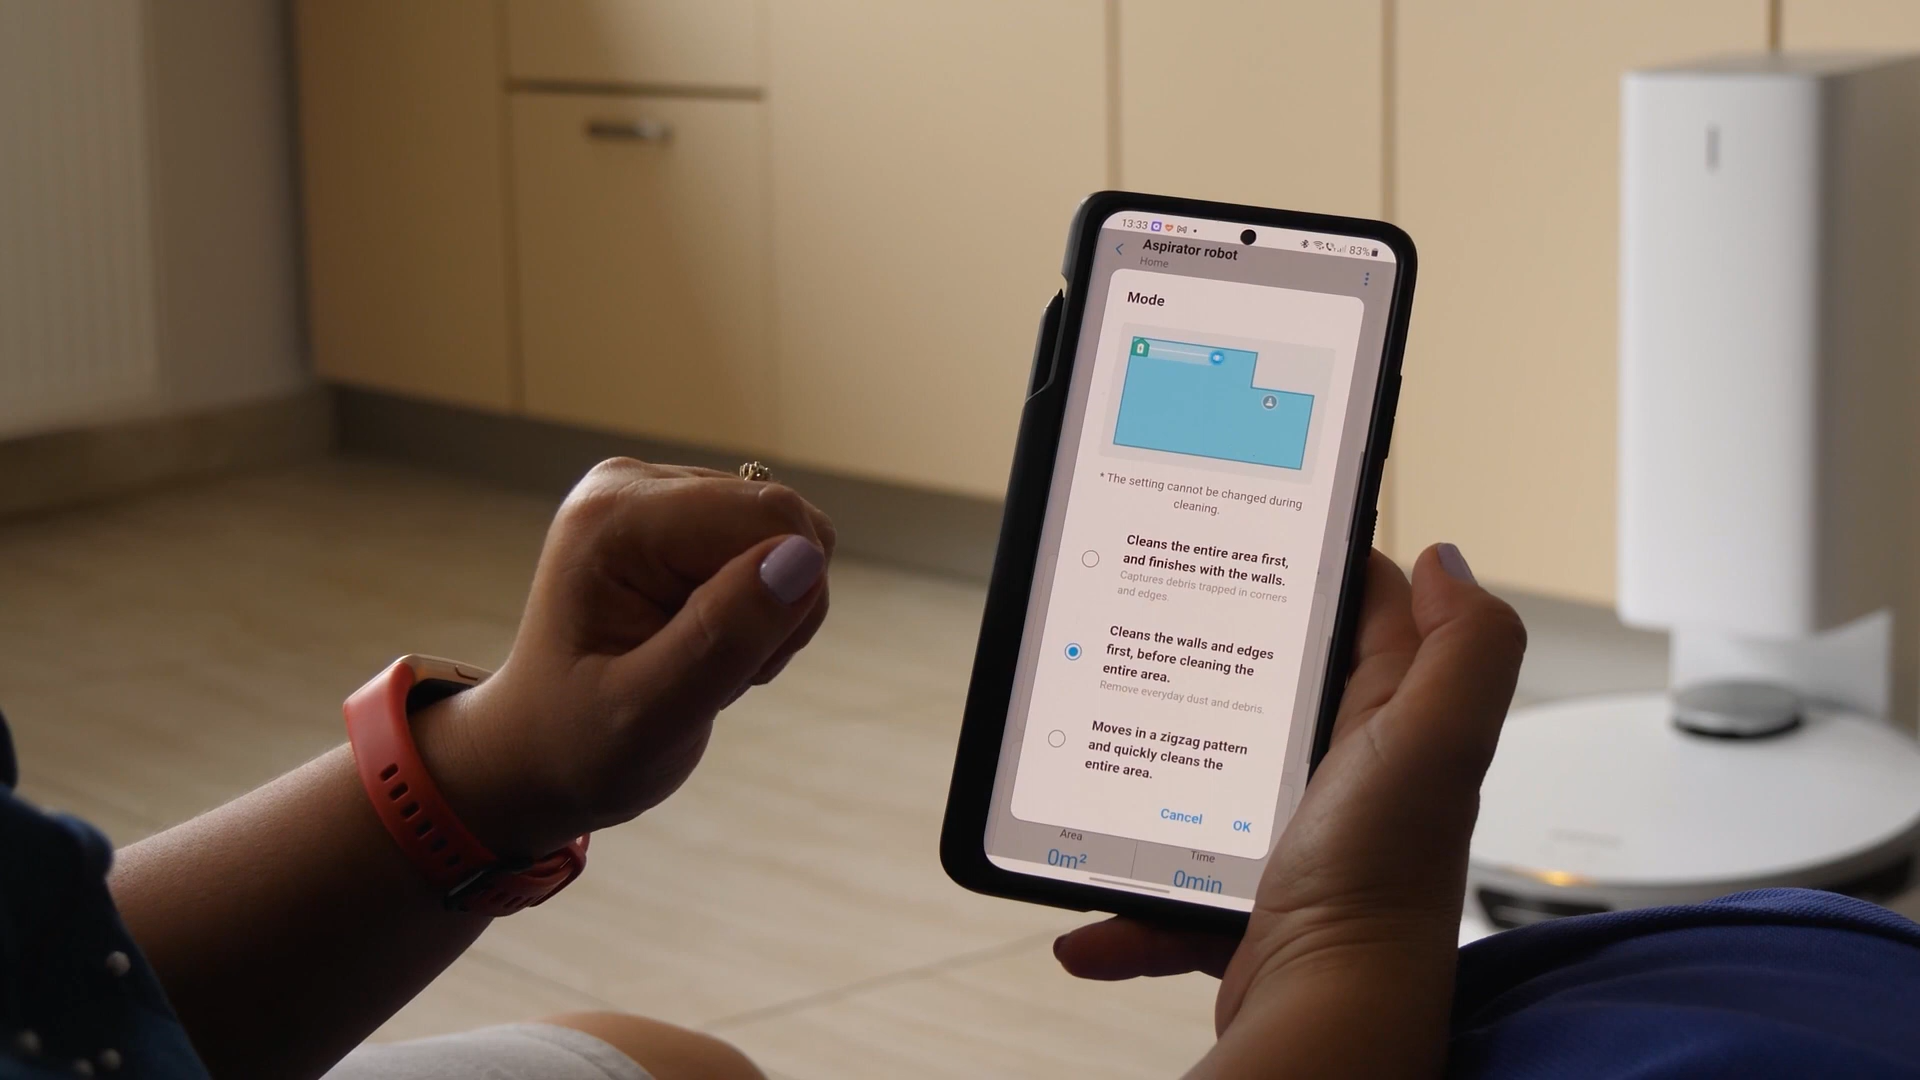 13:33
83%
Aspirator robot
Home
Mode
* The setting cannot be changed during
cleaning.
Cleans the entire area first,
and finishes with the walls.
Captures debris trapped in corners
and edges.
Cleans the walls and edges
first, before cleaning the
entire area.
Remove everyday dust and debris.
Moves in a zigzag pattern
and quickly cleans the
entire area.
Cancel OK
Area
0m²
Time
0min